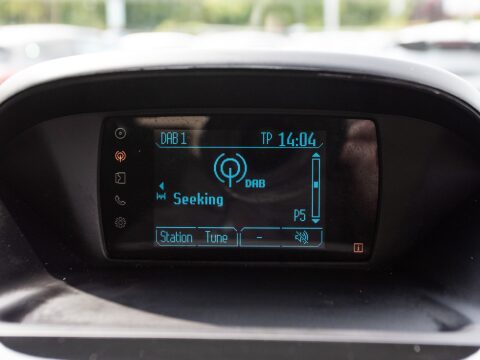 DAB 1 TP 14:04
DAB
Seeking
P5
Station Tune -
i